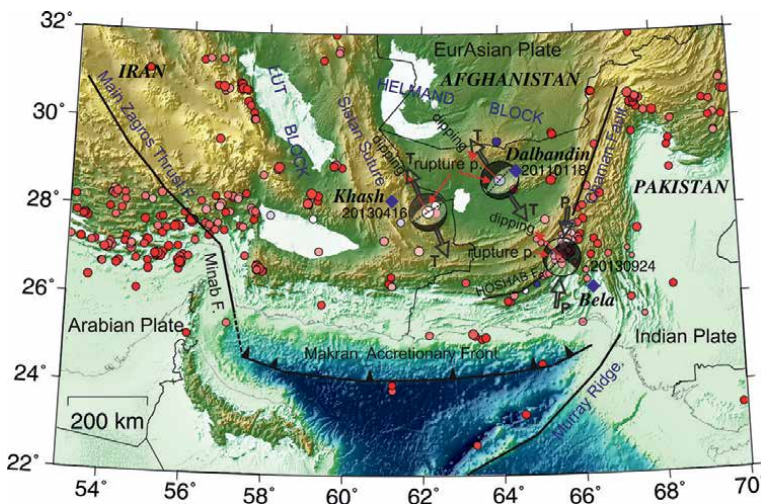 32°
EurAsian Plate
IRAN
AFGHANISTAN
LUT
BLOCK
HELMAND
BLOCK
30°
Main Zagros Thrust F.
Sistan Suture
dipping
dipping
T
rupture p.
Dalbandin
20110118
Chaman Fault
28°
T
Khash
20130416
T
PAKISTAN
P
dipping
T
rupture p.
20130924
Minab F.
HOSHAB Fault
26°
P
Bela
Arabian Plate
Indian Plate
Makran Accretionary Front
24°
Murray Ridge
200 km
22°
54°
56°
58°
60°
62°
64°
66°
68°
70°